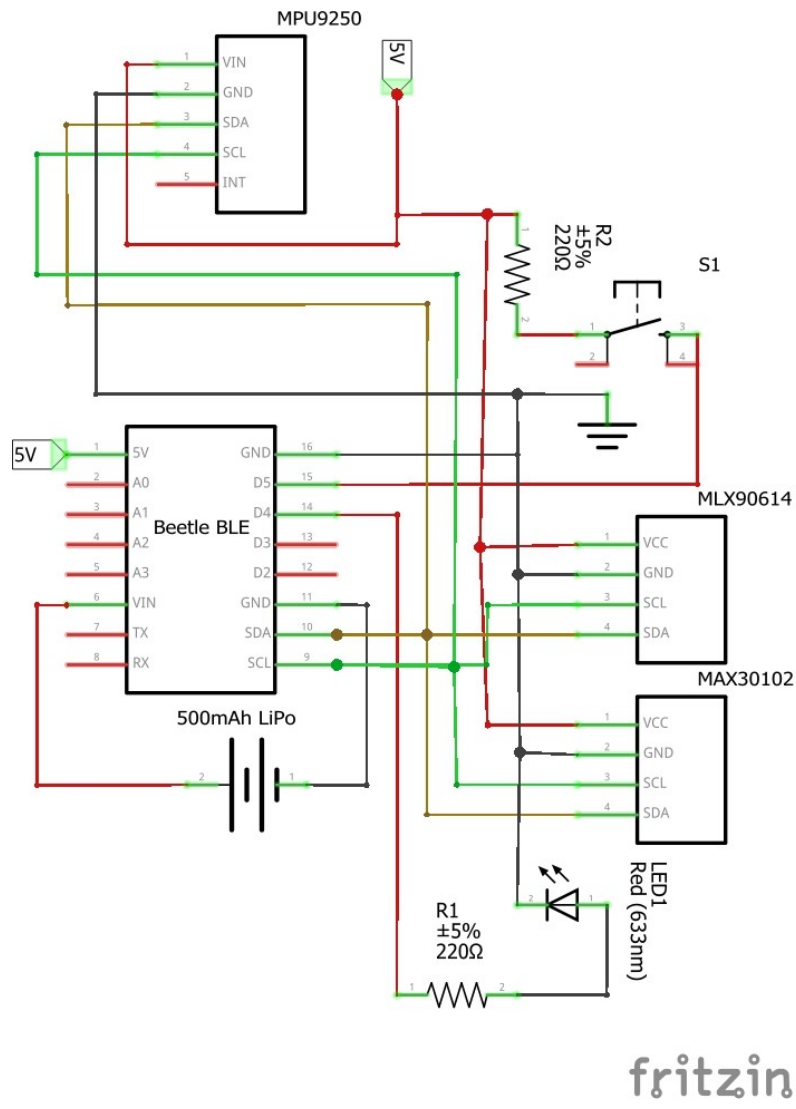 MPU9250
1 VIN
2 GND
3 SDA
4 SCL
5 INT
5V
R2
±5%
220Ω
1
2
S1
1
2
3
4
5V
Beetle BLE
1 5V
2 A0
3 A1
4 A2
5 A3
6 VIN
7 TX
8 RX
GND 16
D5 15
D4 14
D3 13
D2 12
GND 11
SDA 10
SCL 9
MLX90614
1 VCC
2 GND
3 SCL
4 SDA
MAX30102
1 VCC
2 GND
3 SCL
4 SDA
500mAh LiPo
2
1
LED1
Red (633nm)
2
1
R1
±5%
220Ω
1
2
fritzin